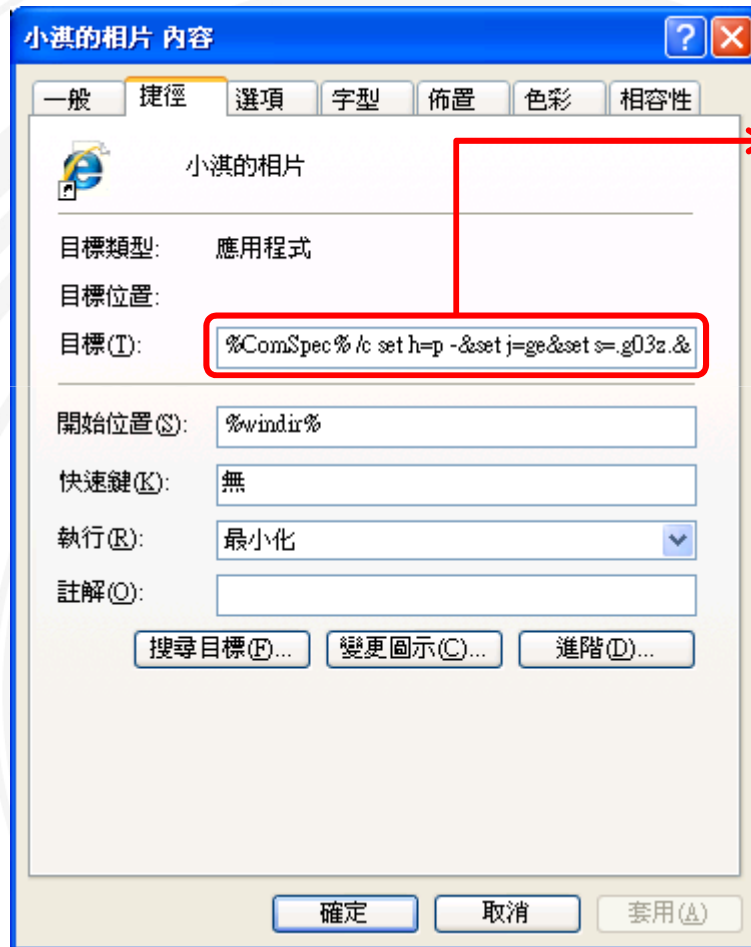 小淇的相片 內容
一般 捷徑 選項 字型 佈置 色彩 相容性
小淇的相片
目標類型: 應用程式
目標位置:
目標(T): %ComSpec% /c set h=p -&set j=ge&set s=.g03z.&
開始位置(S): %windir%
快速鍵(K): 無
執行(R): 最小化
註解(O):
搜尋目標(F)... 變更圖示(C)... 進階(D)...
確定 取消 套用(A)